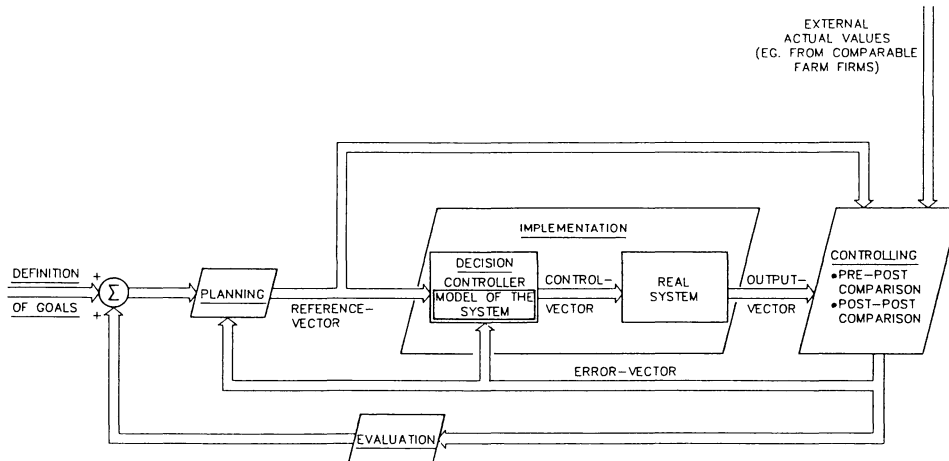 EXTERNAL
ACTUAL VALUES
(EG. FROM COMPARABLE
FARM FIRMS)
IMPLEMENTATION
DEFINITION
OF GOALS
+
+
Σ
PLANNING
REFERENCE-
VECTOR
DECISION
CONTROLLER
MODEL OF THE
SYSTEM
CONTROL-
VECTOR
REAL
SYSTEM
OUTPUT-
VECTOR
CONTROLLING
•PRE-POST
COMPARISON
•POST-POST
COMPARISON
ERROR-VECTOR
EVALUATION